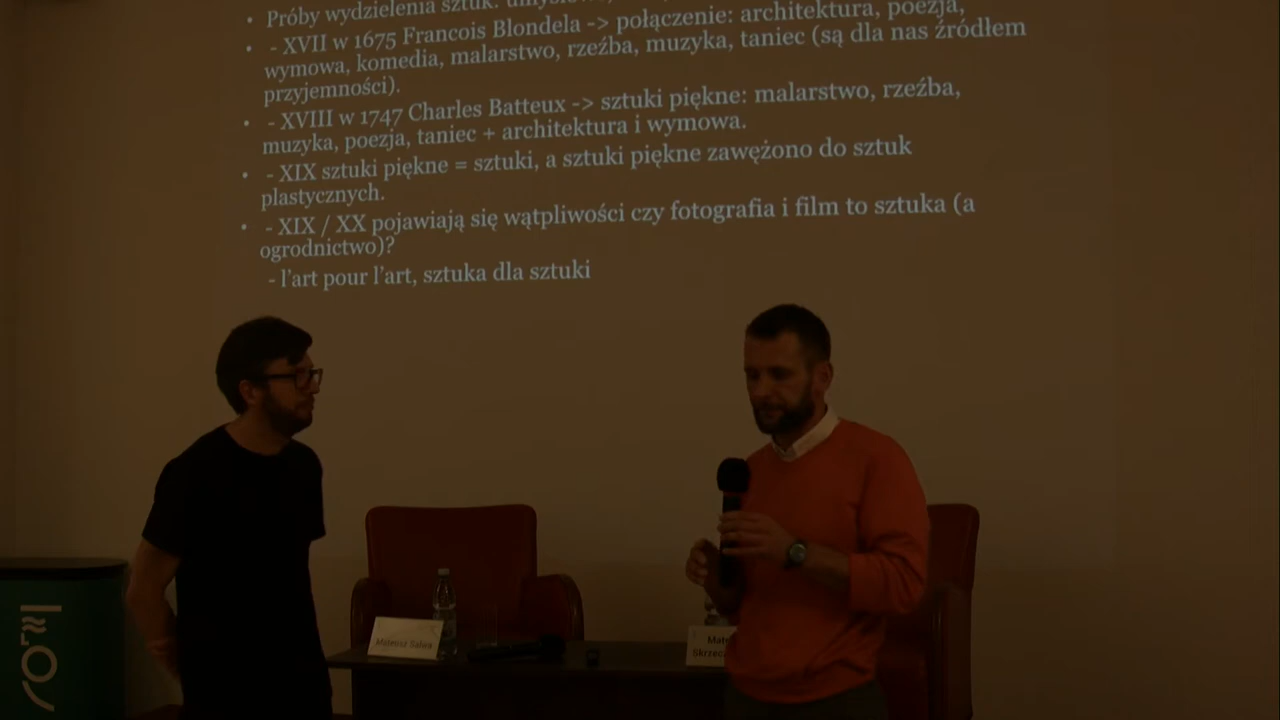 • Próby wydzielenia sztuk:
• - XVII w 1675 Francois Blondela -> połączenie: architektura, poezja,
wymowa, komedia, malarstwo, rzeźba, muzyka, taniec (są dla nas źródłem
przyjemności).
• - XVIII w 1747 Charles Batteux -> sztuki piękne: malarstwo, rzeźba,
muzyka, poezja, taniec + architektura i wymowa.
• - XIX sztuki piękne = sztuki, a sztuki piękne zawężono do sztuk
plastycznych.
• - XIX / XX pojawiają się wątpliwości czy fotografia i film to sztuka (a
ogrodnictwo)?
- l'art pour l'art, sztuka dla sztuki
Mateusz Salwa